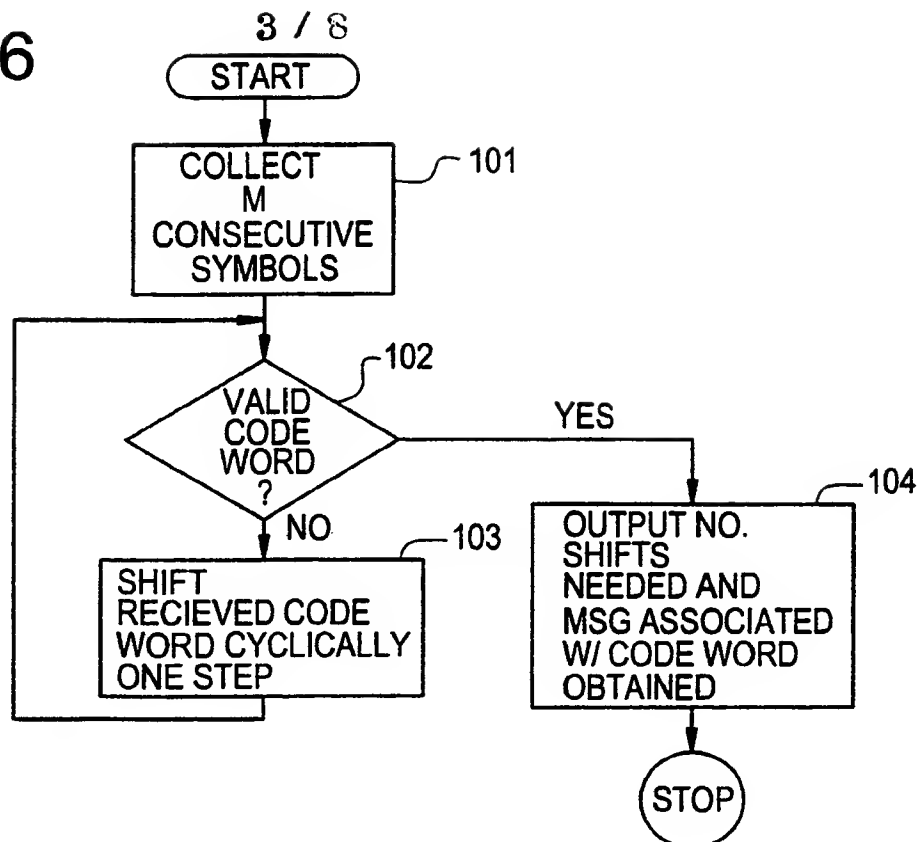 3 / 8
6
START
COLLECT
M
CONSECUTIVE
SYMBOLS
101
VALID
CODE
WORD
?
102
YES
NO
SHIFT
RECIEVED CODE
WORD CYCLICALLY
ONE STEP
103
OUTPUT NO.
SHIFTS
NEEDED AND
MSG ASSOCIATED
W/ CODE WORD
OBTAINED
104
STOP